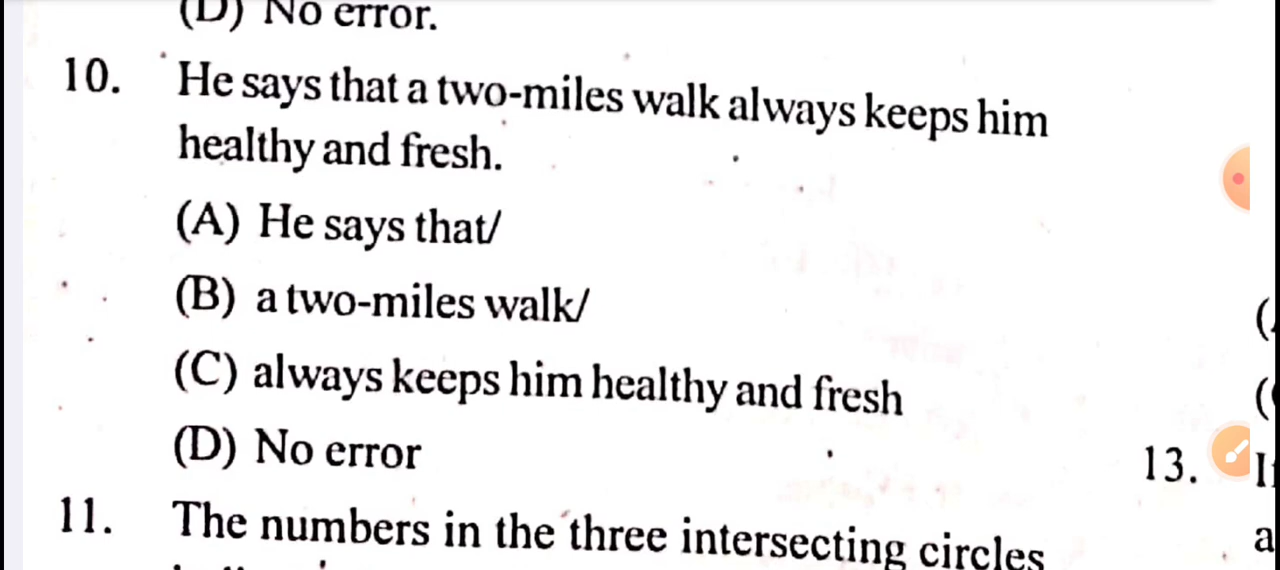 (D) No error.
10. He says that a two-miles walk always keeps him
healthy and fresh.
(A) He says that/
(B) a two-miles walk/
(C) always keeps him healthy and fresh
(D) No error
13.
11. The numbers in the three intersecting circles
a